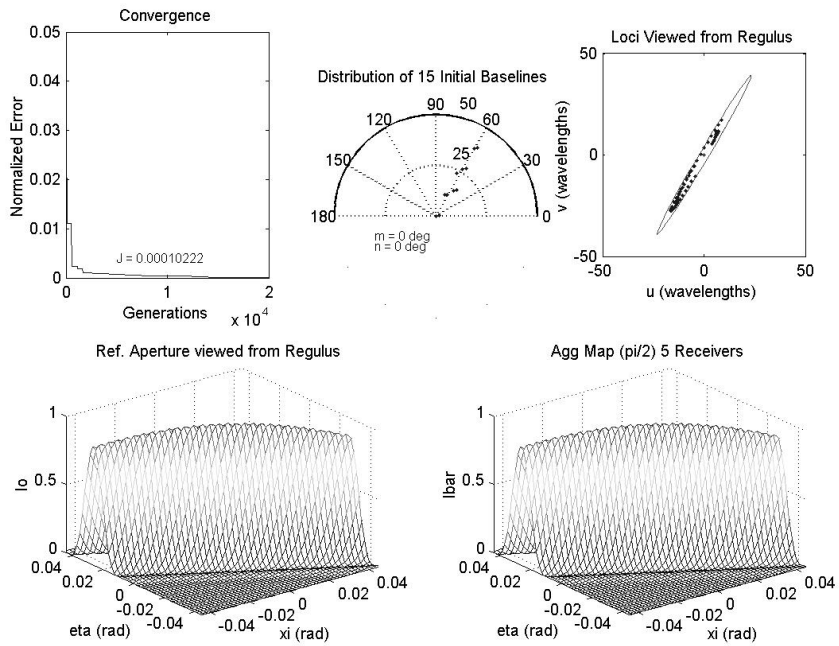 Convergence
0.05
0.04
0.03
0.02
0.01
0
Normalized Error
J = 0.00010222
0
1
2
Generations
x 10^4
Distribution of 15 Initial Baselines
90
50
120
60
25
150
30
180
0
m = 0 deg
n = 0 deg
Loci Viewed from Regulus
50
0
-50
v (wavelengths)
-50
0
50
u (wavelengths)
Ref. Aperture viewed from Regulus
1
0.5
0
Io
0.04
0.02
0
-0.02
-0.04
eta (rad)
-0.04
-0.02
0
0.02
0.04
xi (rad)
Agg Map (pi/2) 5 Receivers
1
0.5
0
Ibar
0.04
0.02
0
-0.02
-0.04
eta (rad)
-0.04
-0.02
0
0.02
0.04
xi (rad)